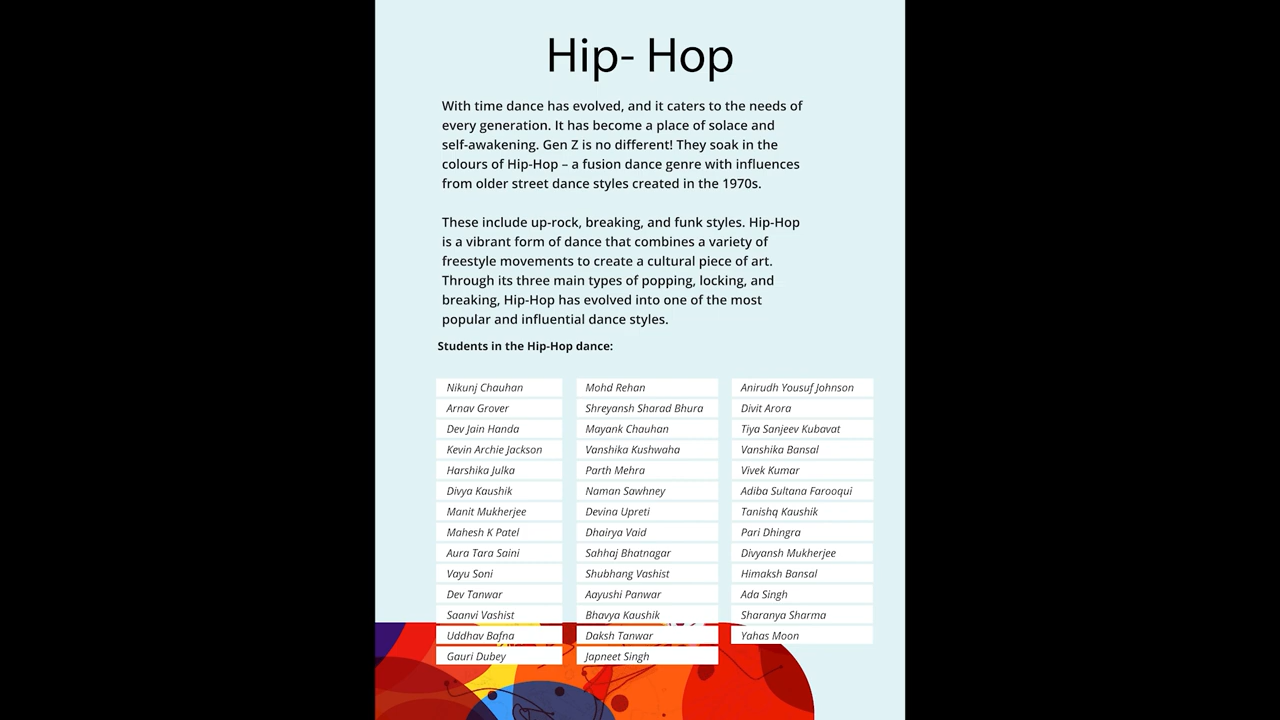 Hip- Hop
With time dance has evolved, and it caters to the needs of
every generation. It has become a place of solace and
self-awakening. Gen Z is no different! They soak in the
colours of Hip-Hop – a fusion dance genre with influences
from older street dance styles created in the 1970s.
These include up-rock, breaking, and funk styles. Hip-Hop
is a vibrant form of dance that combines a variety of
freestyle movements to create a cultural piece of art.
Through its three main types of popping, locking, and
breaking, Hip-Hop has evolved into one of the most
popular and influential dance styles.
Students in the Hip-Hop dance:
Nikunj Chauhan
Arnav Grover
Dev Jain Handa
Kevin Archie Jackson
Harshika Julka
Divya Kaushik
Manit Mukherjee
Mahesh K Patel
Aura Tara Saini
Vayu Soni
Dev Tanwar
Saanvi Vashist
Uddhav Bafna
Gauri Dubey
Mohd Rehan
Shreyansh Sharad Bhura
Mayank Chauhan
Vanshika Kushwaha
Parth Mehra
Naman Sawhney
Devina Upreti
Dhairya Vaid
Sahhaj Bhatnagar
Shubhang Vashist
Aayushi Panwar
Bhavya Kaushik
Daksh Tanwar
Japneet Singh
Anirudh Yousuf Johnson
Divit Arora
Tiya Sanjeev Kubavat
Vanshika Bansal
Vivek Kumar
Adiba Sultana Farooqui
Tanishq Kaushik
Pari Dhingra
Divyansh Mukherjee
Himaksh Bansal
Ada Singh
Sharanya Sharma
Yahas Moon